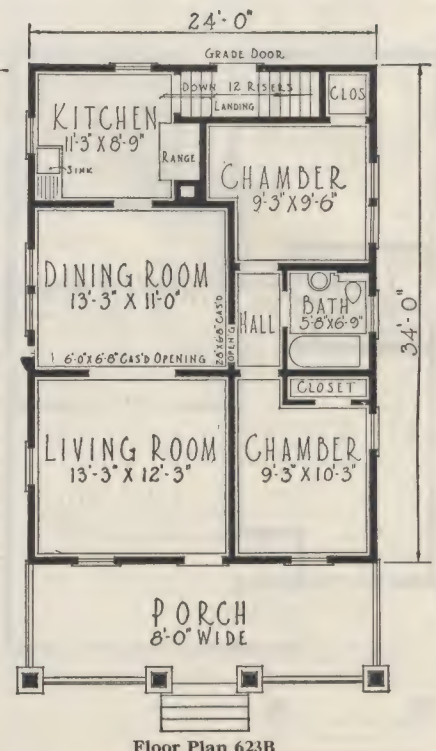 24'-0"
GRADE DOOR
DOWN 12 RISERS
LANDING
CLOS
KITCHEN
11'-3" X 8'-9"
RANGE
SINK
CHAMBER
9'-3" X 9'-6"
DINING ROOM
13'-3" X 11'-0"
2'8" X 6'8" CAS'D
OPENING
HALL
BATH
5'-8" X 6'-9"
34'-0"
6'-0" X 6'-8" CAS'D OPENING
CLOSET
LIVING ROOM
13'-3" X 12'-3"
CHAMBER
9'-3" X 10'-3"
PORCH
8'-0" WIDE
Floor Plan 623B